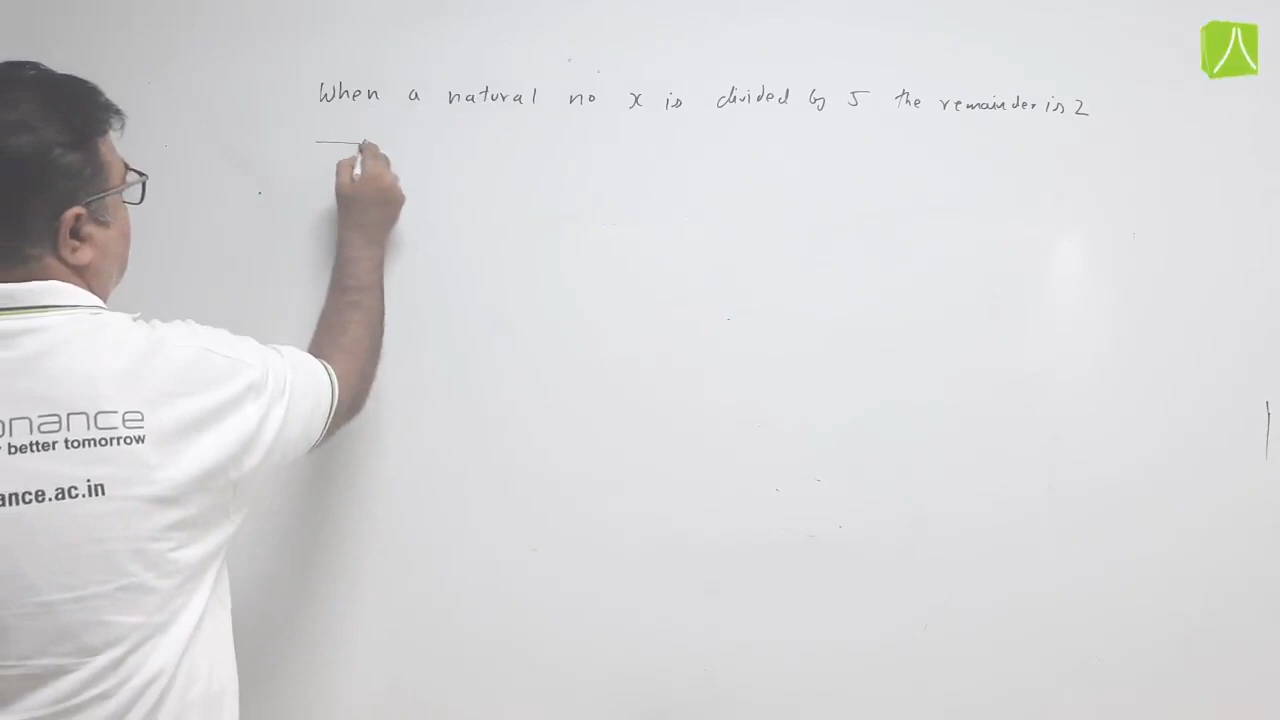 When a natural no x is divided by 5 the remainder is 2
onance
better tomorrow
ance.ac.in